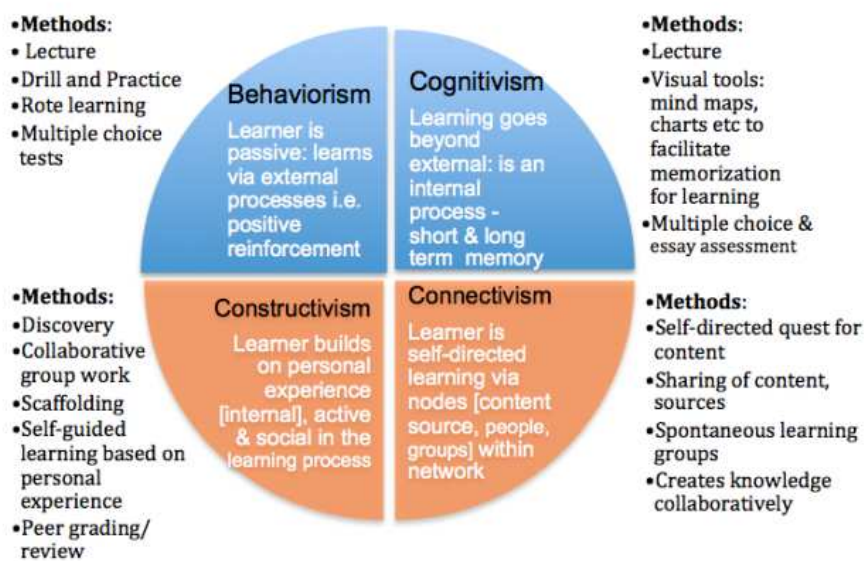 •Methods:
• Lecture
•Drill and Practice
•Rote learning
•Multiple choice
tests
Behaviorism
Learner is
passive: learns
via external
processes i.e.
positive
reinforcement
Cognitivism
Learning goes
beyond
external: is an
internal
process -
short & long
term memory
•Methods:
•Lecture
•Visual tools:
mind maps,
charts etc to
facilitate
memorization
for learning
•Multiple choice &
essay assessment
•Methods:
•Discovery
•Collaborative
group work
•Scaffolding
•Self-guided
learning based on
personal
experience
•Peer grading/
review
Constructivism
Learner builds
on personal
experience
[internal], active
& social in the
learning process
Connectivism
Learner is
self-directed
learning via
nodes [content
source, people,
groups] within
network
•Methods:
•Self-directed quest for
content
•Sharing of content,
sources
•Spontaneous learning
groups
•Creates knowledge
collaboratively